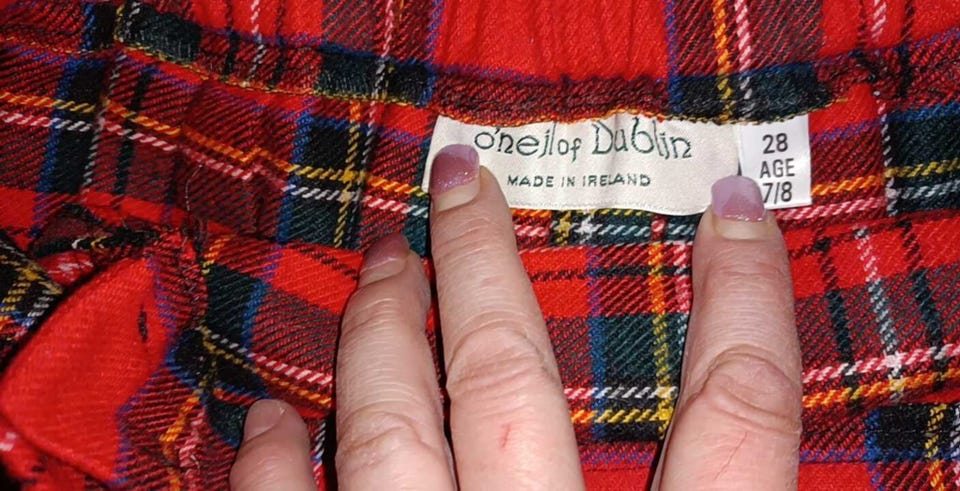 o'neil of Dublin
MADE IN IRELAND
28
AGE
7/8